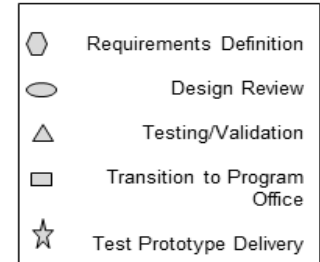 Requirements Definition
Design Review
Testing/Validation
Transition to Program
Office
Test Prototype Delivery